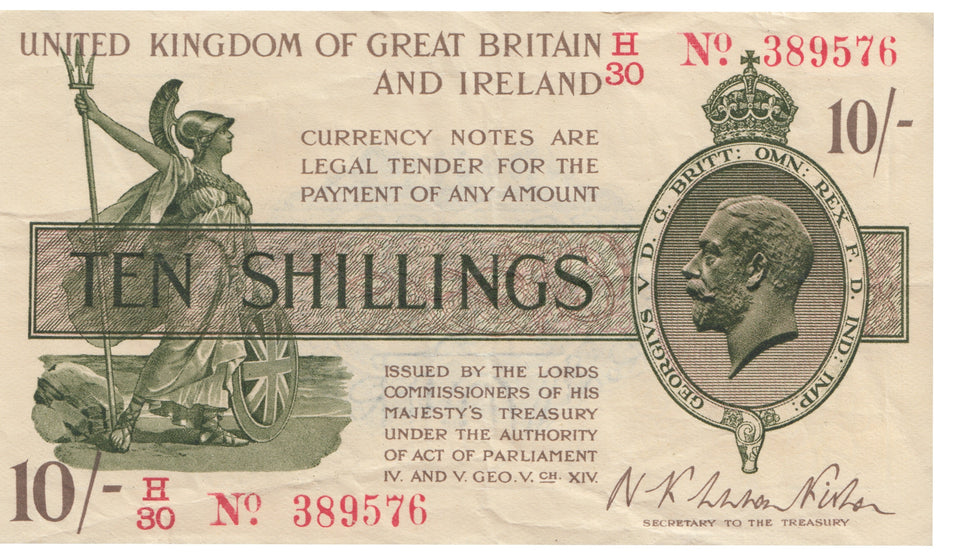 UNITED KINGDOM OF GREAT BRITAIN
AND IRELAND
H
30
Nº 389576
10/-
CURRENCY NOTES ARE
LEGAL TENDER FOR THE
PAYMENT OF ANY AMOUNT
GEORGIVS V D. G. BRITT: OMN: REX F. D. IND: IMP:
TEN SHILLINGS
ISSUED BY THE LORDS
COMMISSIONERS OF HIS
MAJESTY'S TREASURY
UNDER THE AUTHORITY
OF ACT OF PARLIAMENT
IV. AND V. GEO. V. CH. XIV.
10/-
H
30
Nº 389576
SECRETARY TO THE TREASURY